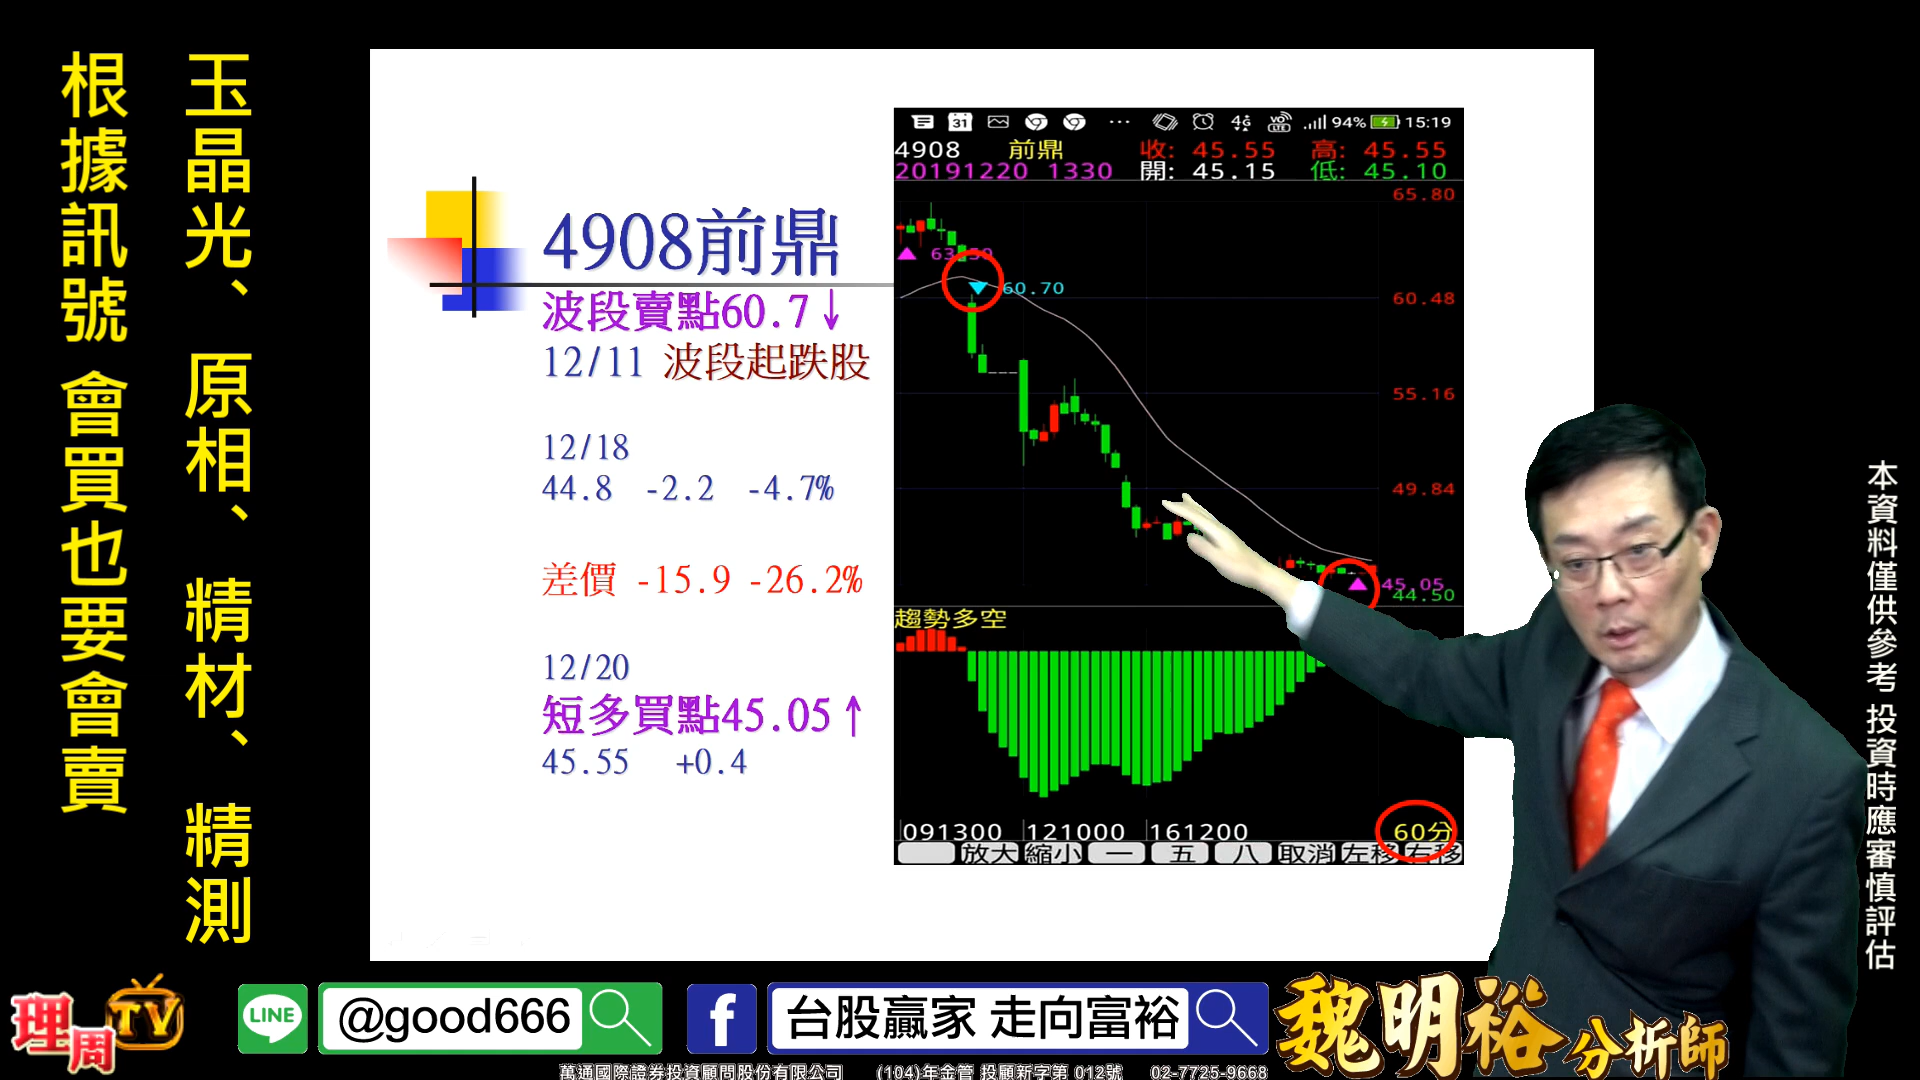 玉晶光、原相、精材、精測
根據訊號 會買也要會賣
4908前鼎
波段賣點60.7↓
12/11 波段起跌股
12/18
44.8 -2.2 -4.7%
差價 -15.9 -26.2%
12/20
短多買點45.05↑
45.55 +0.4
31 4G VO LTE 94% 15:19
4908 前鼎 收: 45.55 高: 45.55
20191220 1330 開: 45.15 低: 45.10
65.80
60.70
60.48
55.16
49.84
45.05
44.50
趨勢多空
091300 121000 161200 60分
放大 縮小 一 五 八 取消 左移 右移
本資料僅供參考 投資時應審慎評估
理周TV
LINE @good666
f 台股贏家 走向富裕
魏明裕分析師
萬通國際證券投資顧問股份有限公司 (104)年金管 投顧新字第 012號 02-7725-9668